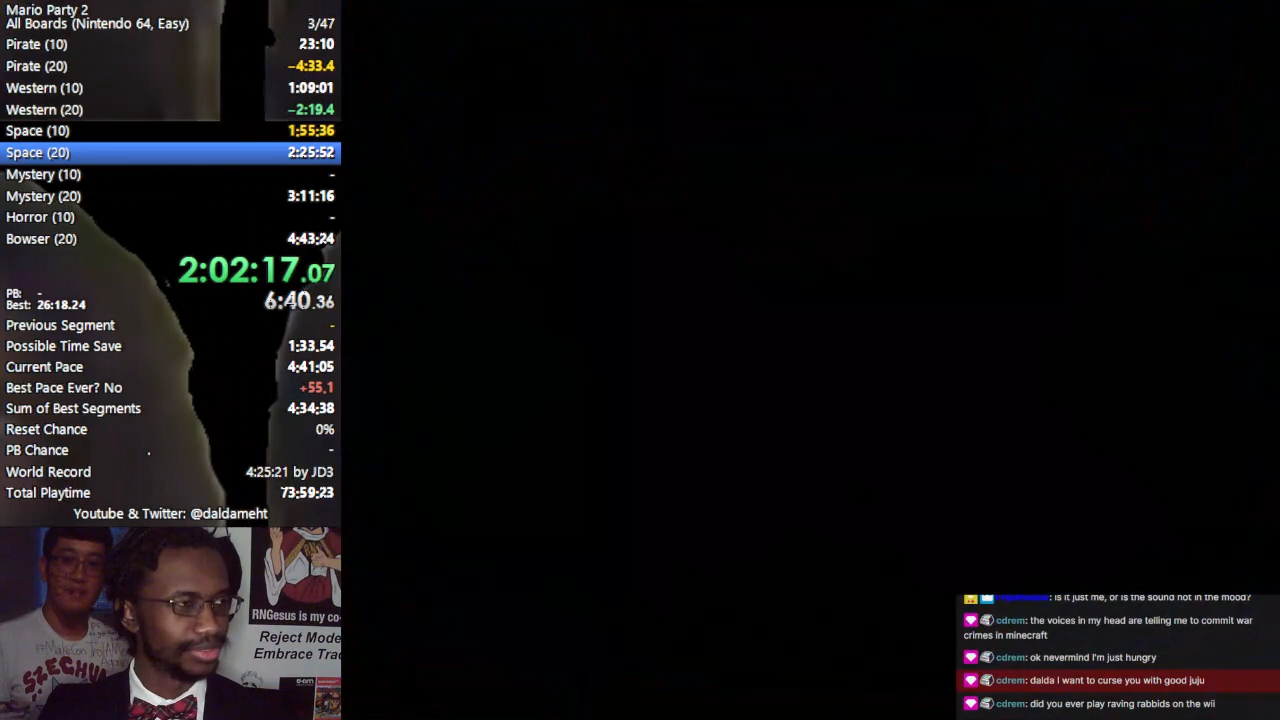 Mario Party 2
All Boards (Nintendo 64, Easy) 3/47
Pirate (10) 23:10
Pirate (20) −4:33.4
Western (10) 1:09:01
Western (20) −2:19.4
Space (10) 1:55:36
Space (20) 2:25:52
Mystery (10) -
Mystery (20) 3:11:16
Horror (10) -
Bowser (20) 4:43:24
2:02:17.07
PB: -
Best: 26:18.24 6:40.36
Previous Segment -
Possible Time Save 1:33.54
Current Pace 4:41:05
Best Pace Ever? No +55.1
Sum of Best Segments 4:34:38
Reset Chance 0%
PB Chance -
World Record 4:25:21 by JD3
Total Playtime 73:59:23
Youtube & Twitter: @daldameht
RNGesus is my co-
Reject Mode
Embrace Tra
: is it just me, or is the sound not in the mood?
cdrem: the voices in my head are telling me to commit war
crimes in minecraft
cdrem: ok nevermind I'm just hungry
cdrem: dalda I want to curse you with good juju
cdrem: did you ever play raving rabbids on the wii